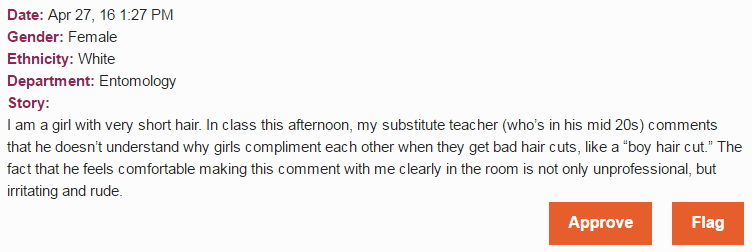 Date: Apr 27, 16 1:27 PM
Gender: Female
Ethnicity: White
Department: Entomology
Story:
I am a girl with very short hair. In class this afternoon, my substitute teacher (who's in his mid 20s) comments
that he doesn't understand why girls compliment each other when they get bad hair cuts, like a “boy hair cut.” The
fact that he feels comfortable making this comment with me clearly in the room is not only unprofessional, but
irritating and rude.
Approve Flag